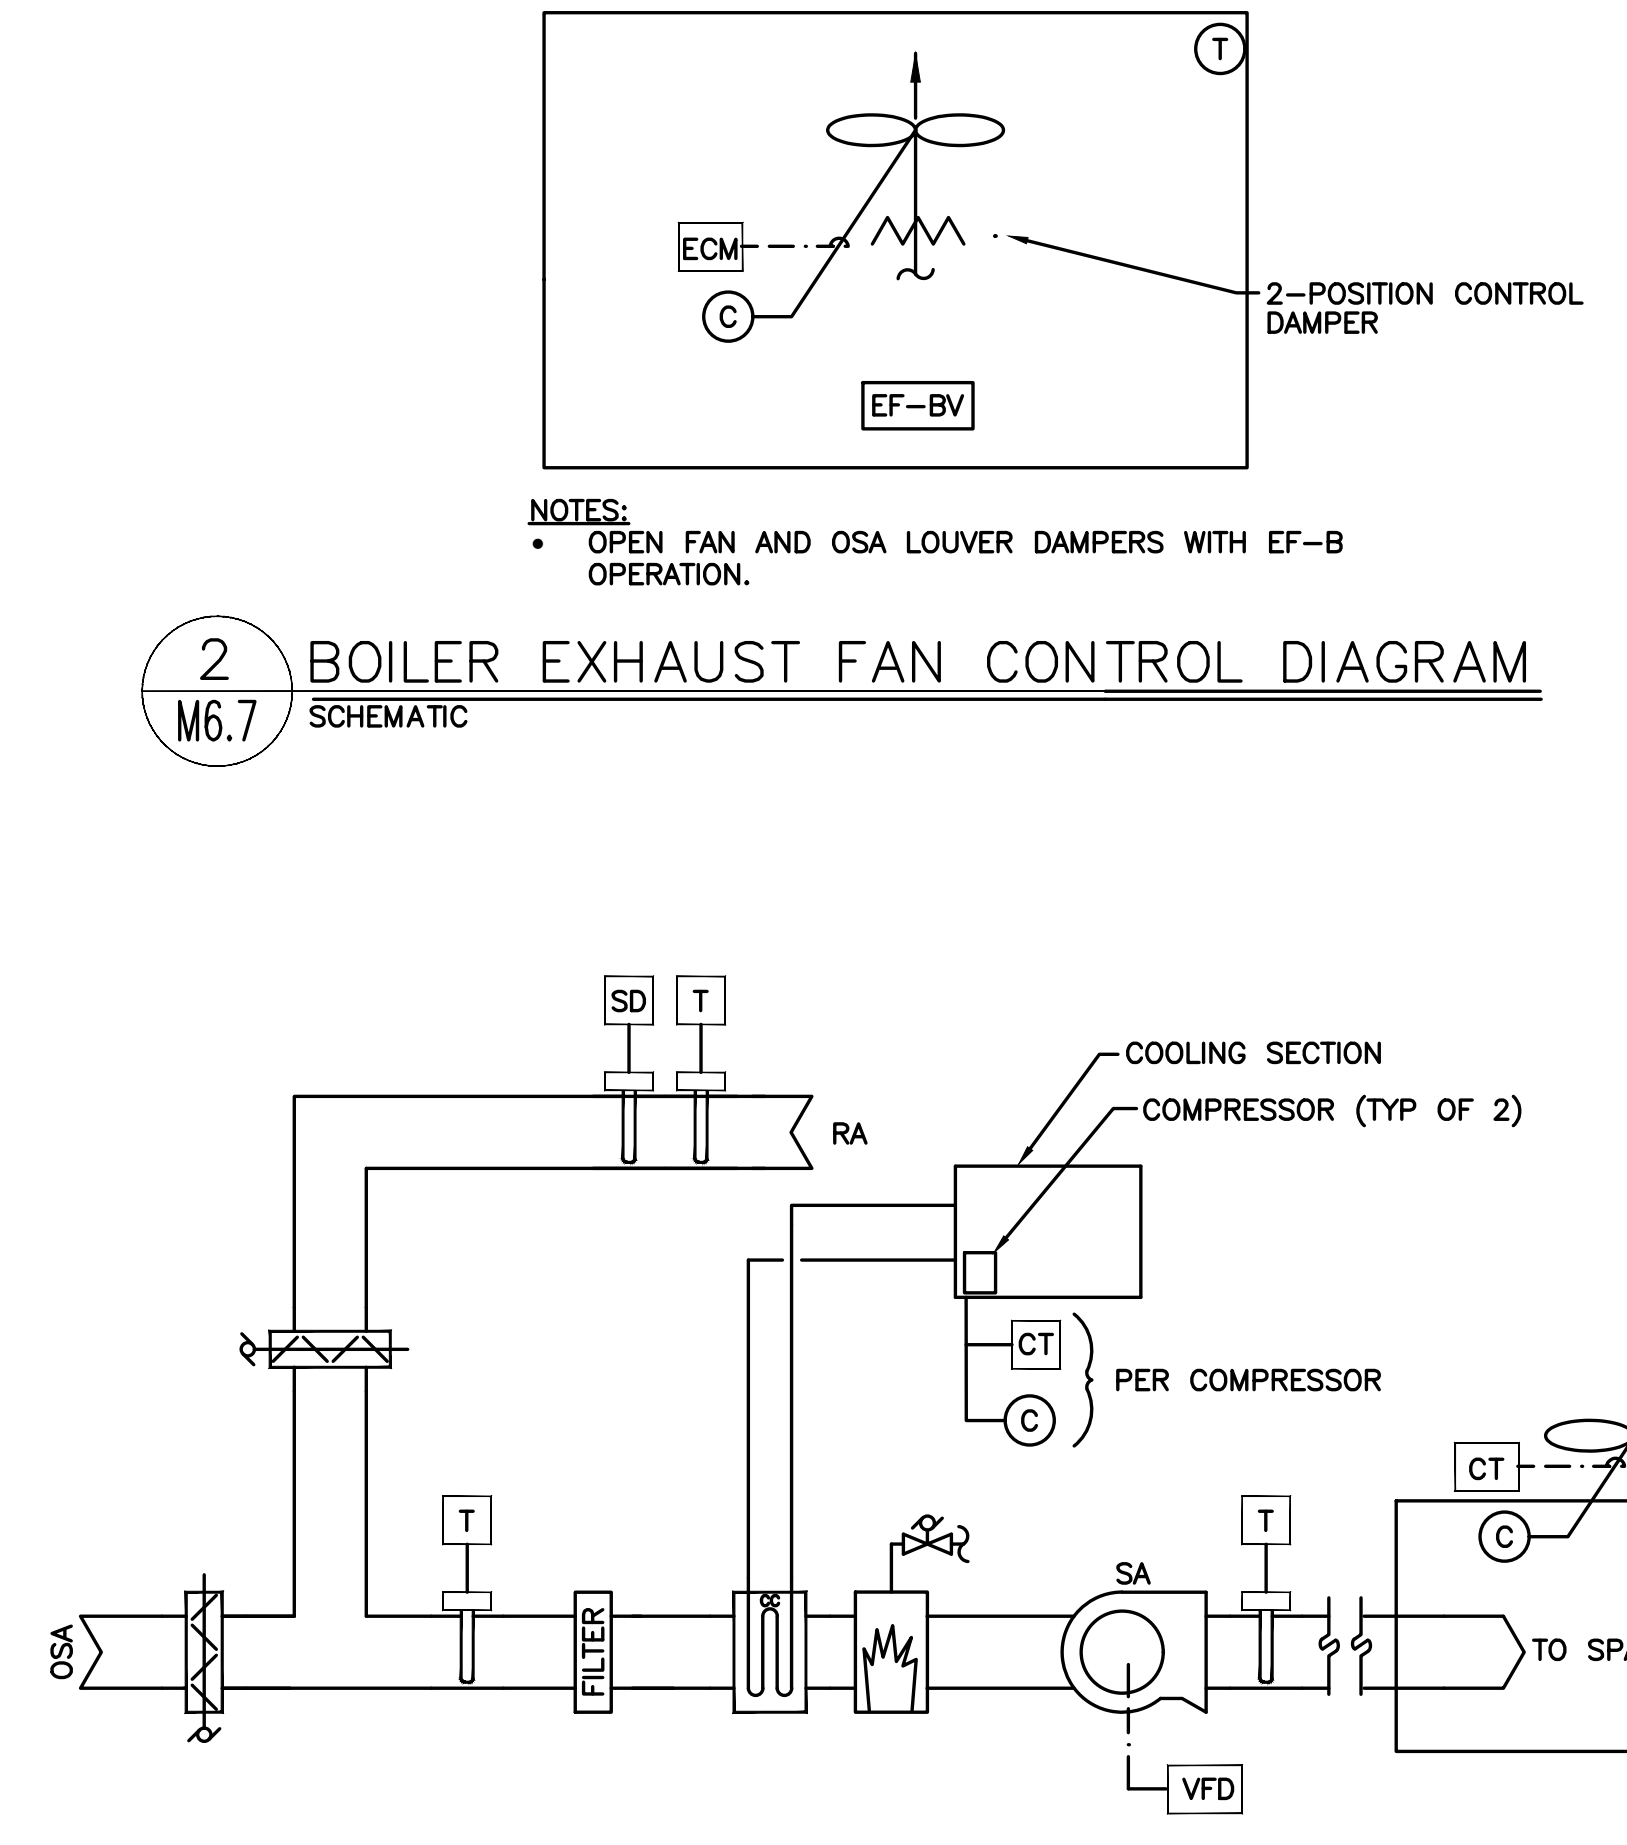 T
ECM
C
2-POSITION CONTROL
DAMPER
EF-BV
NOTES:
• OPEN FAN AND OSA LOUVER DAMPERS WITH EF-B
OPERATION.
2
M6.7
BOILER EXHAUST FAN CONTROL DIAGRAM
SCHEMATIC
SD
T
COOLING SECTION
COMPRESSOR (TYP OF 2)
RA
CT
PER COMPRESSOR
C
CT
C
T
T
SA
CC
OSA
FILTER
TO
VFD